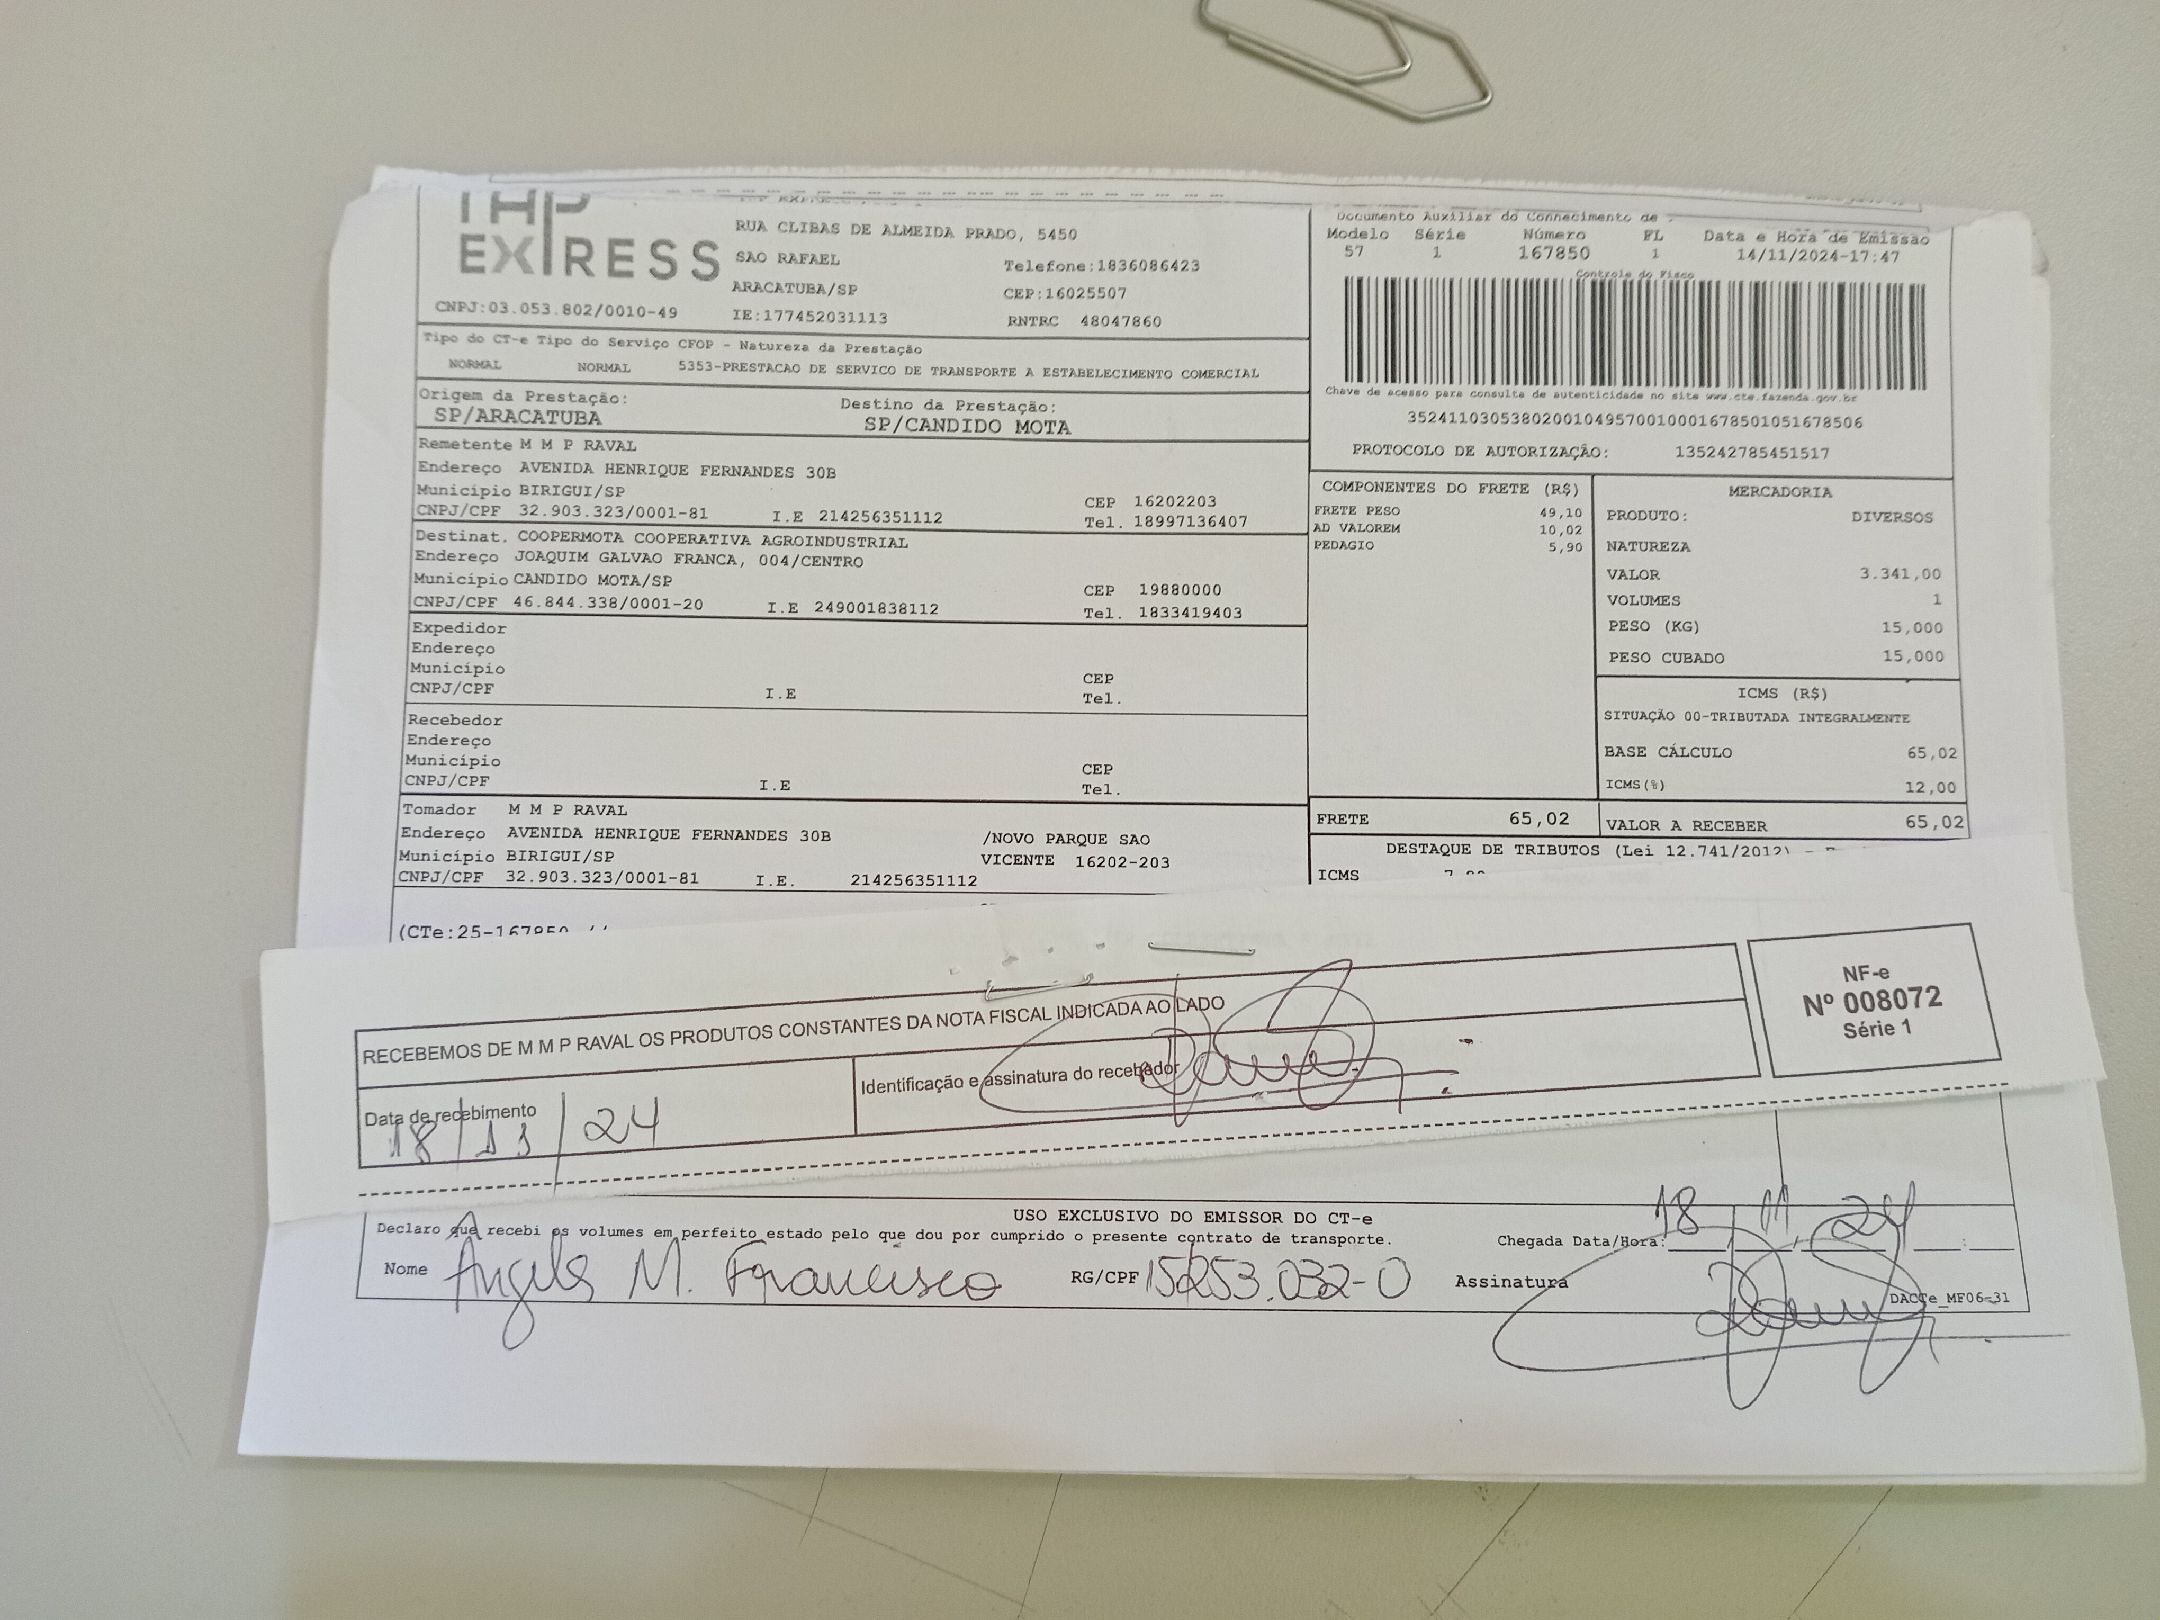 THP
EXPRESS
RUA CLIBAS DE ALMEIDA PRADO, 5450
SAO RAFAEL Telefone:1836086423
ARACATUBA/SP CEP:16025507
CNPJ:03.053.802/0010-49 IE:177452031113 RNTRC 48047860
Documento Auxiliar do Conhecimento de
Modelo Série Número FL Data e Hora de Emissão
57 1 167850 1 14/11/2024-17:47
Controle do Fisco
Chave de acesso para consulta de autenticidade no site www.cte.fazenda.gov.br
35241103053802001049570010001678501051678506
PROTOCOLO DE AUTORIZAÇÃO: 135242785451517
Tipo do CT-e Tipo do Serviço CFOP - Natureza da Prestação
NORMAL NORMAL 5353-PRESTACAO DE SERVICO DE TRANSPORTE A ESTABELECIMENTO COMERCIAL
Origem da Prestação: Destino da Prestação:
SP/ARACATUBA SP/CANDIDO MOTA
Remetente M M P RAVAL
Endereço AVENIDA HENRIQUE FERNANDES 30B
Município BIRIGUI/SP CEP 16202203
CNPJ/CPF 32.903.323/0001-81 I.E 214256351112 Tel. 18997136407
Destinat. COOPERMOTA COOPERATIVA AGROINDUSTRIAL
Endereço JOAQUIM GALVAO FRANCA, 004/CENTRO
Município CANDIDO MOTA/SP CEP 19880000
CNPJ/CPF 46.844.338/0001-20 I.E 249001838112 Tel. 1833419403
Expedidor
Endereço
Município CEP
CNPJ/CPF I.E Tel.
Recebedor
Endereço
Município CEP
CNPJ/CPF I.E Tel.
Tomador M M P RAVAL
Endereço AVENIDA HENRIQUE FERNANDES 30B /NOVO PARQUE SAO
Município BIRIGUI/SP VICENTE 16202-203
CNPJ/CPF 32.903.323/0001-81 I.E. 214256351112
COMPONENTES DO FRETE (R$)
FRETE PESO 49,10
AD VALOREM 10,02
PEDAGIO 5,90
MERCADORIA
PRODUTO: DIVERSOS
NATUREZA
VALOR 3.341,00
VOLUMES 1
PESO (KG) 15,000
PESO CUBADO 15,000
ICMS (R$)
SITUAÇÃO 00-TRIBUTADA INTEGRALMENTE
BASE CÁLCULO 65,02
ICMS(%) 12,00
FRETE 65,02 VALOR A RECEBER 65,02
DESTAQUE DE TRIBUTOS (Lei 12.741/2012) -
ICMS
(CTe:25-167850
RECEBEMOS DE M M P RAVAL OS PRODUTOS CONSTANTES DA NOTA FISCAL INDICADA AO LADO
Data de recebimento
18/11/24
Identificação e assinatura do recebedor
NF-e
Nº 008072
Série 1
USO EXCLUSIVO DO EMISSOR DO CT-e
Declaro que recebi os volumes em perfeito estado pelo que dou por cumprido o presente contrato de transporte.
Chegada Data/Hora: 18/11/24 :
Nome Angela M. Francisco RG/CPF 15253.032-0 Assinatura
DACTe_MF06-31